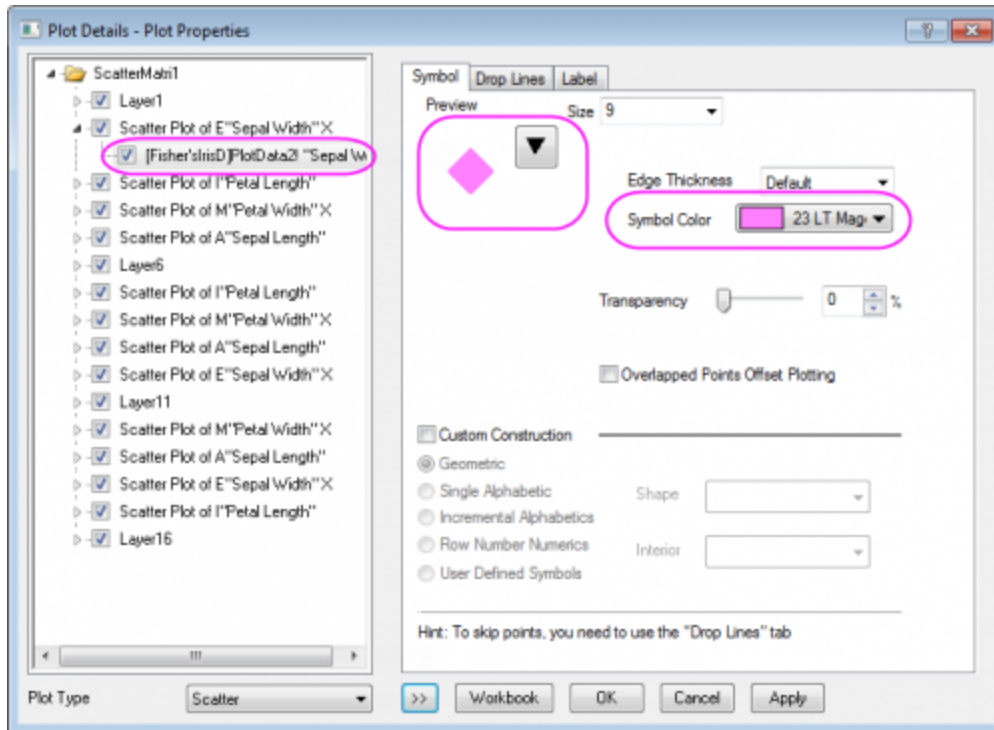 Plot Details - Plot Properties
ScatterMatri1
Layer1
Scatter Plot of E"Sepal Width"X
[Fisher'sIrisD]PlotData2! "Sepal W
Scatter Plot of I"Petal Length"
Scatter Plot of M"Petal Width"X
Scatter Plot of A"Sepal Length"
Layer6
Scatter Plot of I"Petal Length"
Scatter Plot of M"Petal Width"X
Scatter Plot of A"Sepal Length"
Scatter Plot of E"Sepal Width"X
Layer11
Scatter Plot of M"Petal Width"X
Scatter Plot of A"Sepal Length"
Scatter Plot of E"Sepal Width"X
Scatter Plot of I"Petal Length"
Layer16
Plot Type Scatter
Symbol Drop Lines Label
Preview Size 9
Edge Thickness Default
Symbol Color 23 LT Mag
Transparency 0 %
Overlapped Points Offset Plotting
Custom Construction
Geometric
Single Alphabetic Shape
Incremental Alphabetics
Row Number Numerics Interior
User Defined Symbols
Hint: To skip points, you need to use the "Drop Lines" tab
>> Workbook OK Cancel Apply